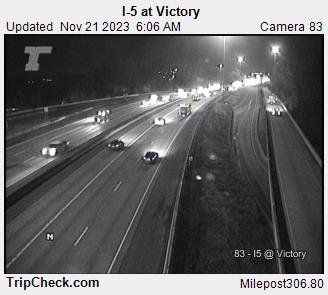 I-5 at Victory
Updated  Nov 21 2023  6:06 AM
Camera 83
T
N
83 - I5 @ Victory
TripCheck.com
Milepost306.80